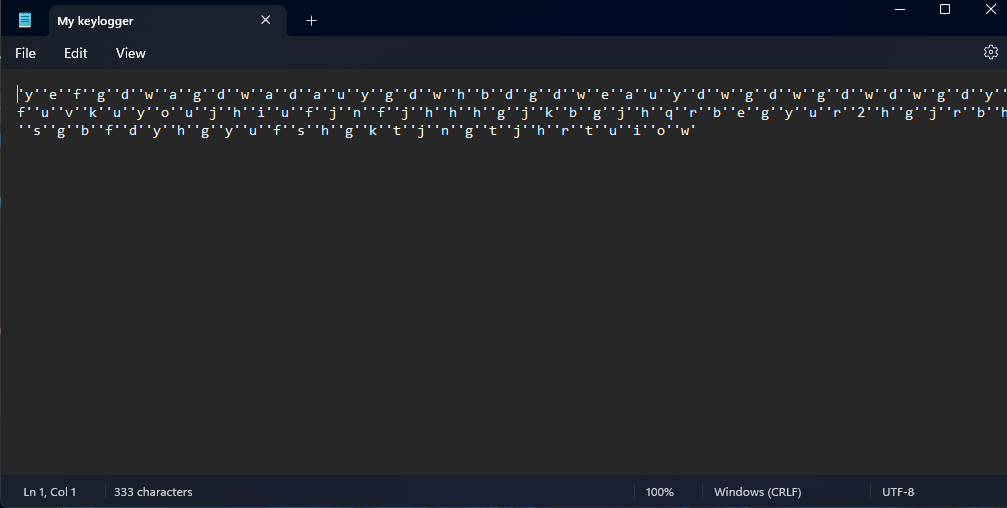 My keylogger
File Edit View
'y''e''f''g''d''w''a''g''d''w''a''d''a''u''y''g''d''w''h''b''d''g''d''w''e''a''u''y''d''w''g''d''w''g''d''w''d''w''g''d''y''
f''u''v''k''u''y''o''u''j''h''i''u''f''j''n''f''j''h''h''h''g''j''k''b''g''j''h''q''r''b''e''g''y''u''r''2''h''g''j''r''b''h
''s''g''b''f''d''y''h''g''y''u''f''s''h''g''k''t''j''n''g''t''j''h''r''t''u''i''o''w'
Ln 1, Col 1 333 characters 100% Windows (CRLF) UTF-8